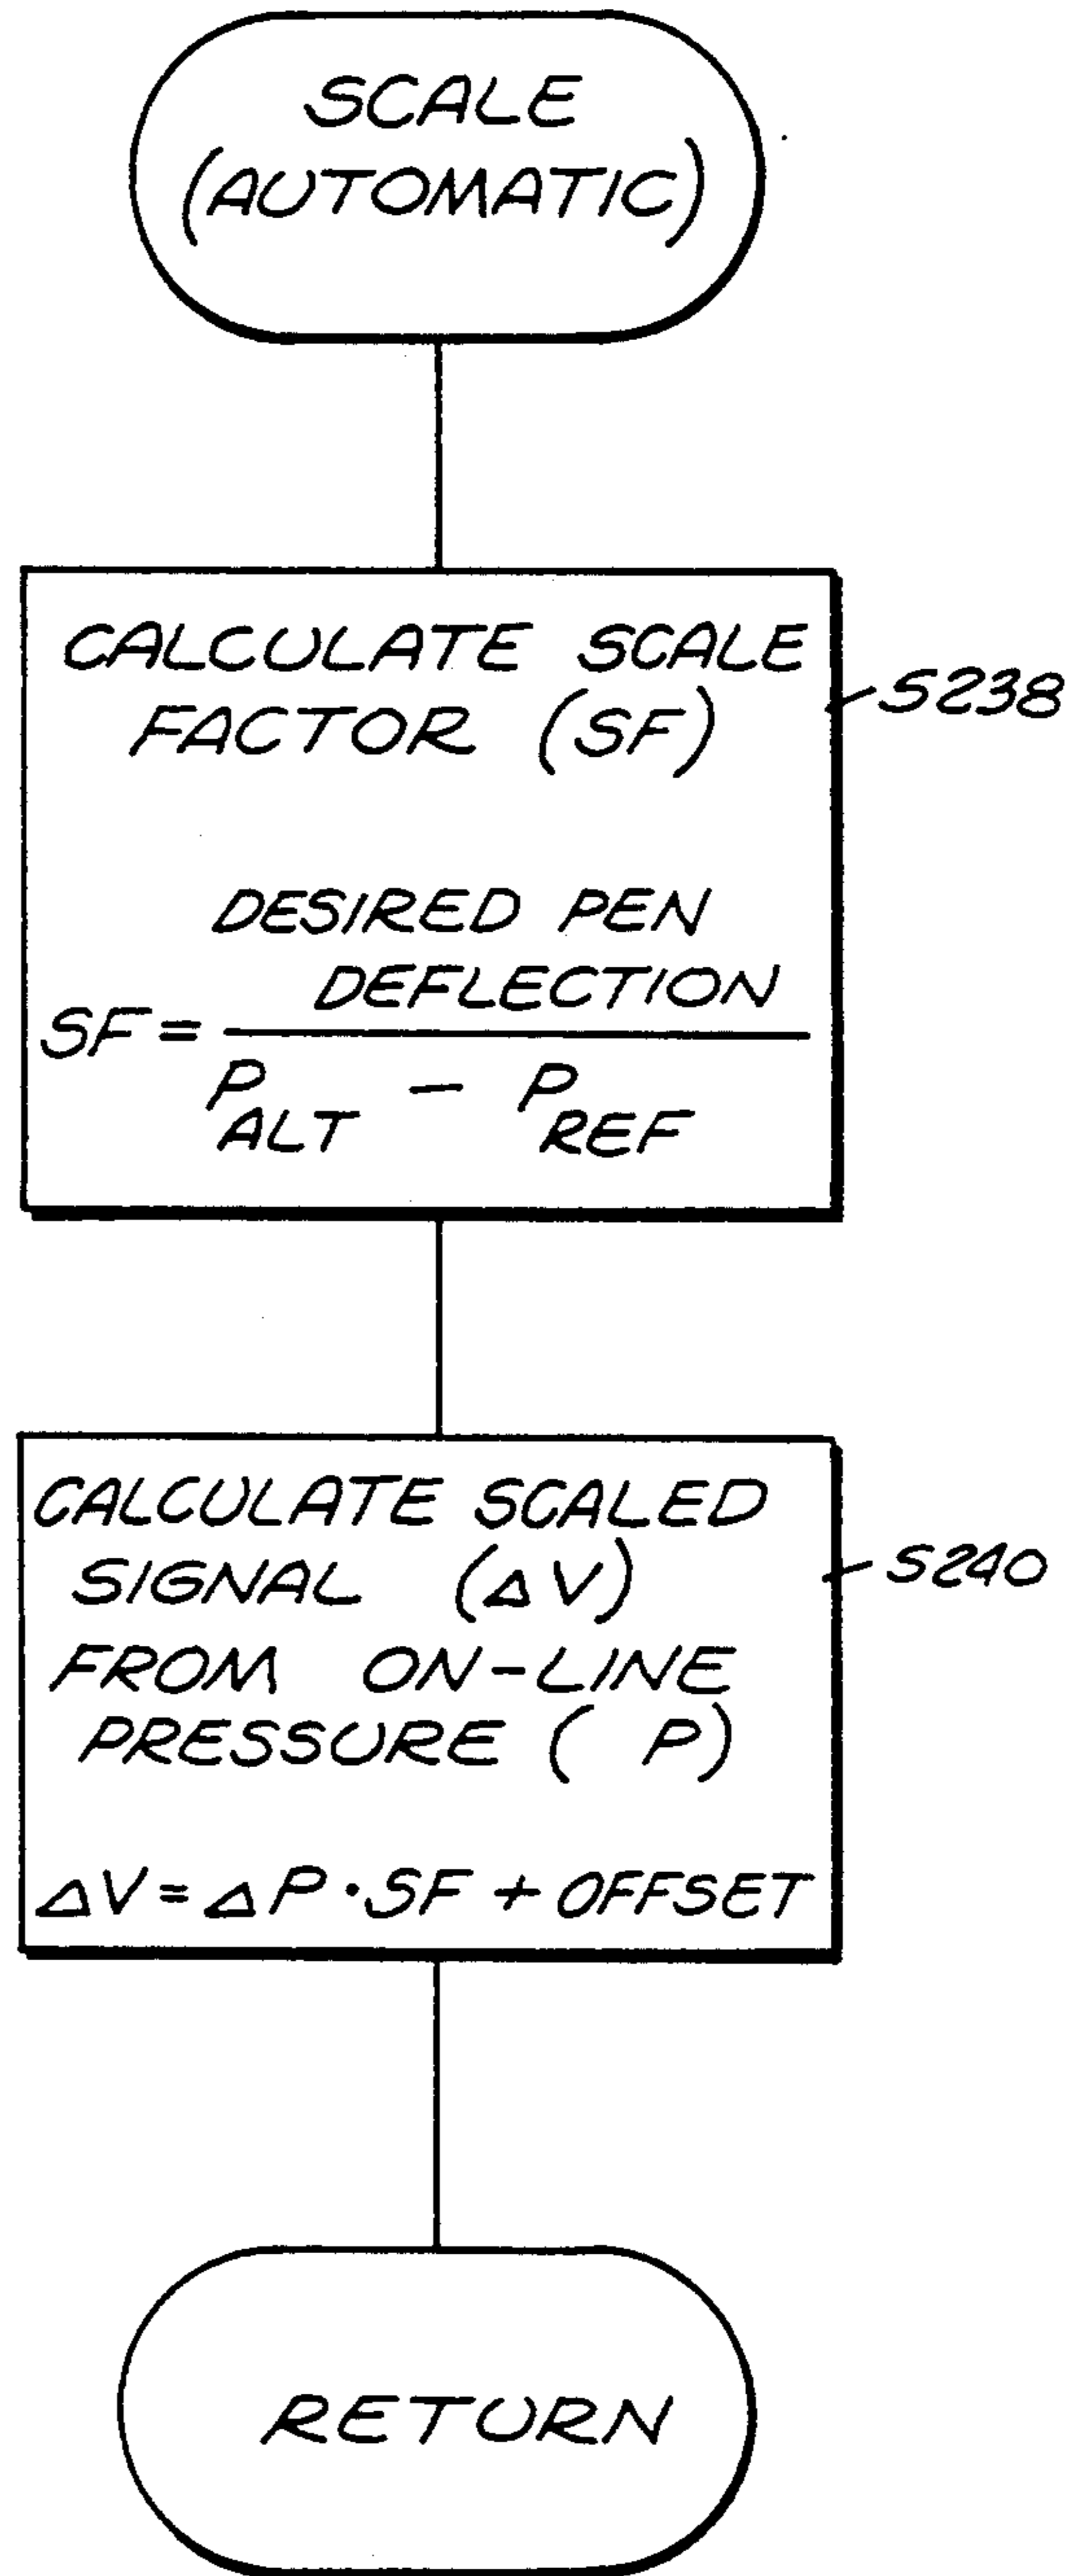 SCALE
(AUTOMATIC)
CALCULATE SCALE
FACTOR (SF)
S238
DESIRED PEN
DEFLECTION
SF =
P ALT - P REF
CALCULATE SCALED
SIGNAL (ΔV)
S240
FROM ON-LINE
PRESSURE ( P)
ΔV = ΔP · SF + OFFSET
RETURN